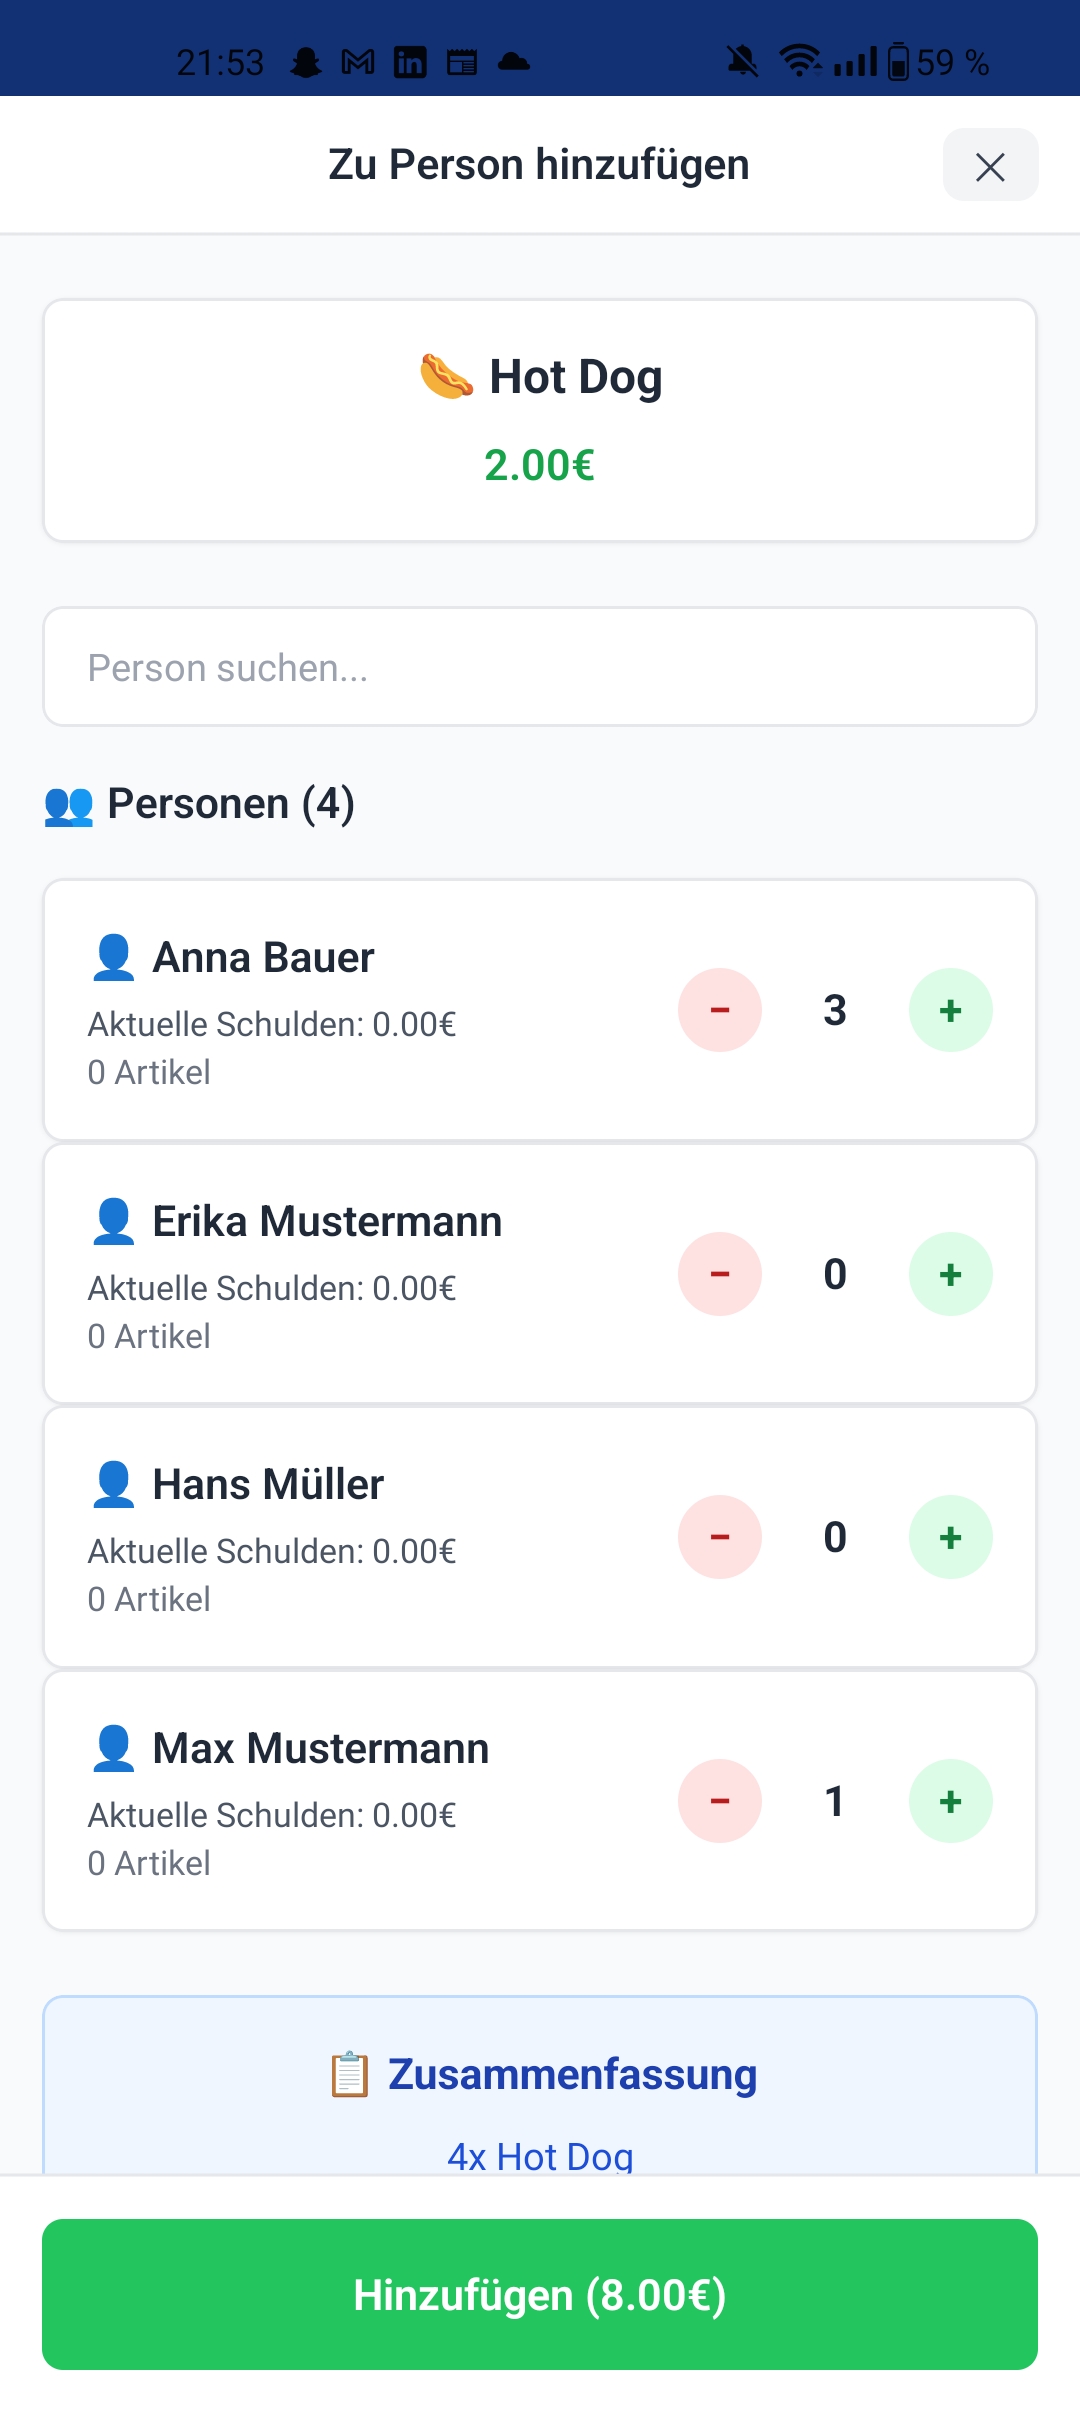 21:53
59 %
Zu Person hinzufügen
🌭 Hot Dog
2.00€
Person suchen...
👥 Personen (4)
👤 Anna Bauer
Aktuelle Schulden: 0.00€
0 Artikel
− 3 +
👤 Erika Mustermann
Aktuelle Schulden: 0.00€
0 Artikel
− 0 +
👤 Hans Müller
Aktuelle Schulden: 0.00€
0 Artikel
− 0 +
👤 Max Mustermann
Aktuelle Schulden: 0.00€
0 Artikel
− 1 +
📋 Zusammenfassung
4x Hot Dog
Hinzufügen (8.00€)